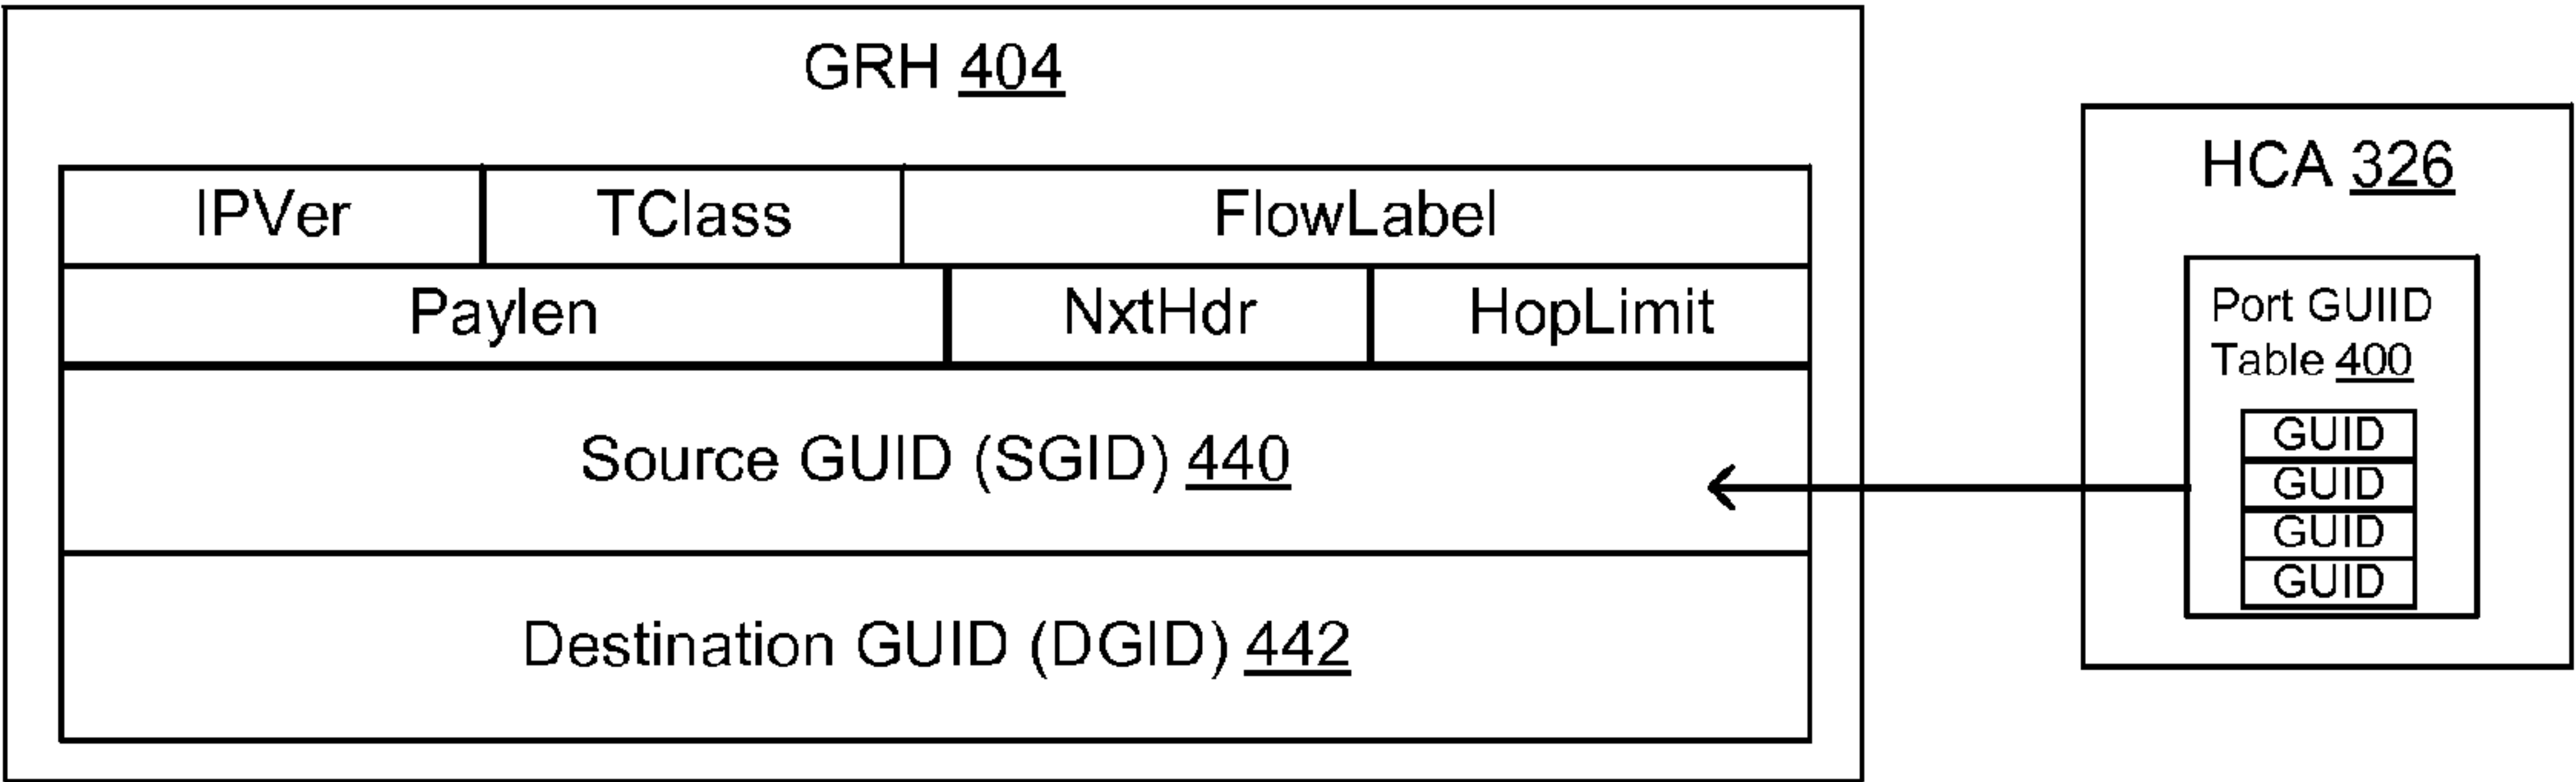 GRH 404
IPVer TClass FlowLabel
Paylen NxtHdr HopLimit
Source GUID (SGID) 440
Destination GUID (DGID) 442
HCA 326
Port GUIID
Table 400
GUID
GUID
GUID
GUID